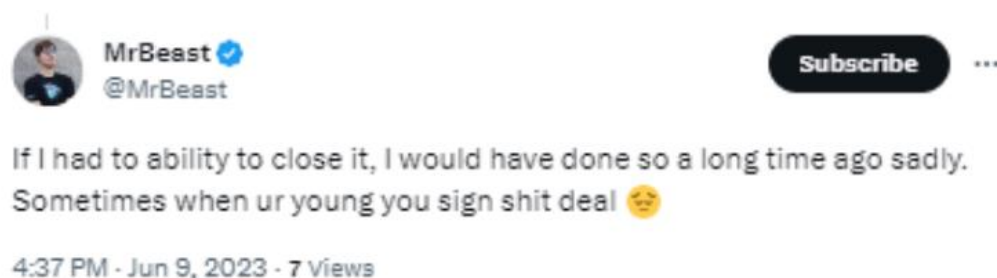 MrBeast
@MrBeast
Subscribe
If I had to ability to close it, I would have done so a long time ago sadly.
Sometimes when ur young you sign shit deal 😔
4:37 PM · Jun 9, 2023 · 7 Views